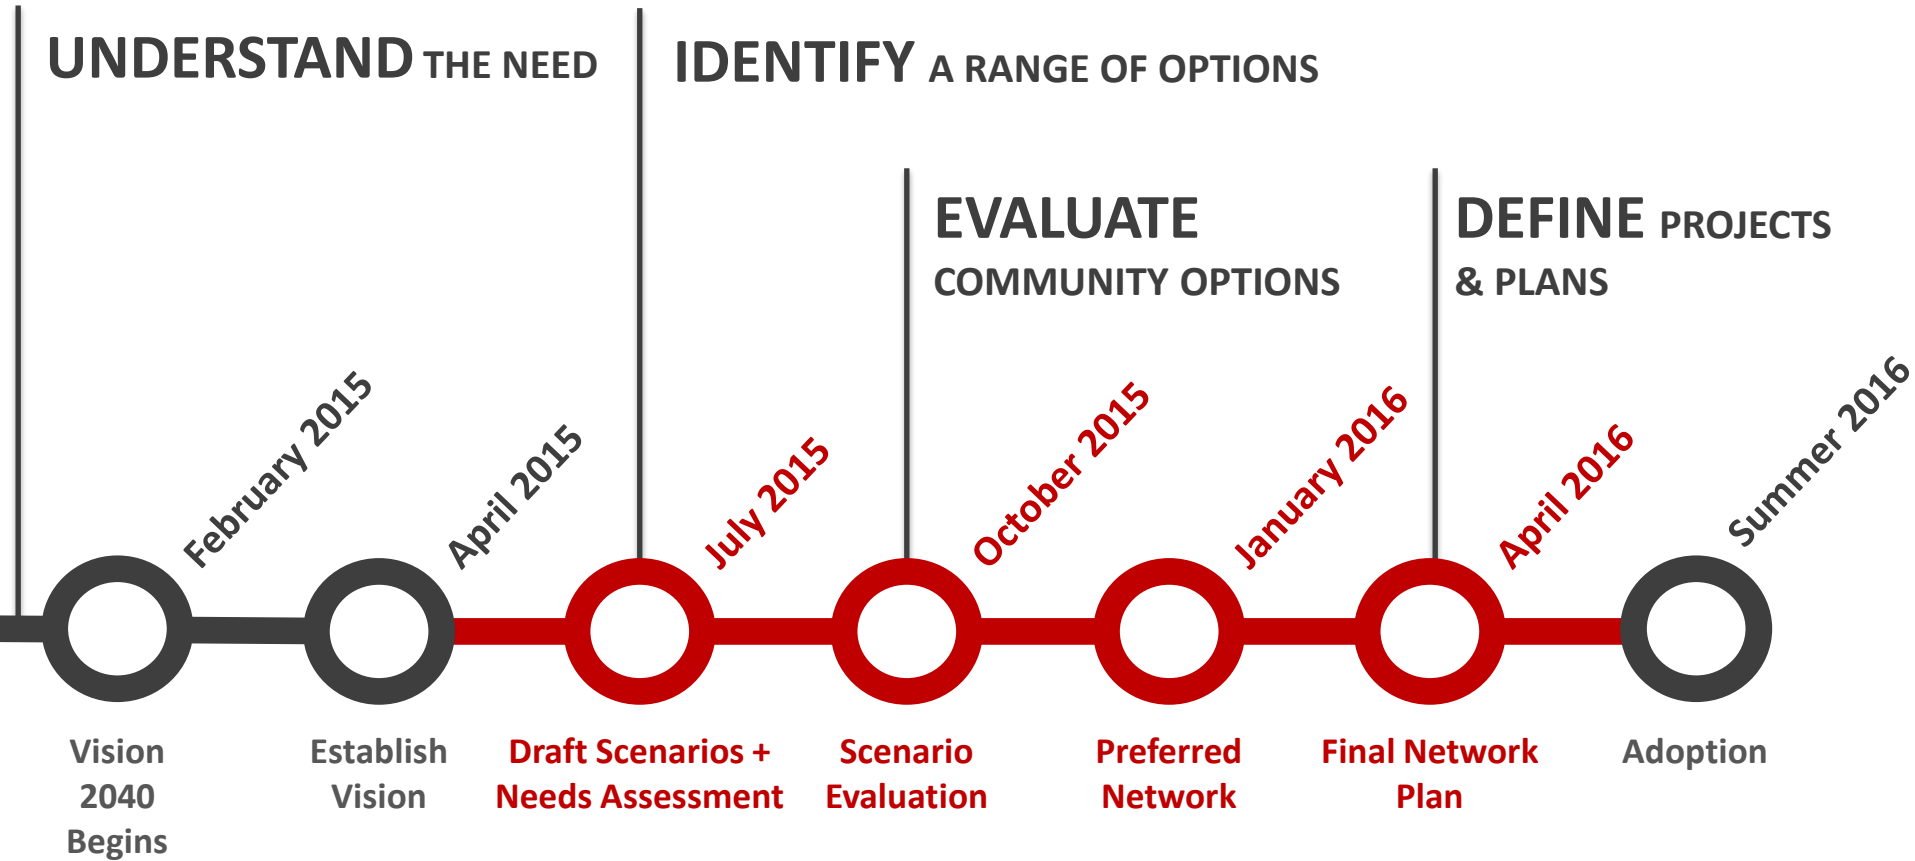 UNDERSTAND THE NEED
IDENTIFY A RANGE OF OPTIONS
EVALUATE
COMMUNITY OPTIONS
DEFINE PROJECTS
& PLANS
February 2015
April 2015
July 2015
October 2015
January 2016
April 2016
Summer 2016
Vision
2040
Begins
Establish
Vision
Draft Scenarios +
Needs Assessment
Scenario
Evaluation
Preferred
Network
Final Network
Plan
Adoption